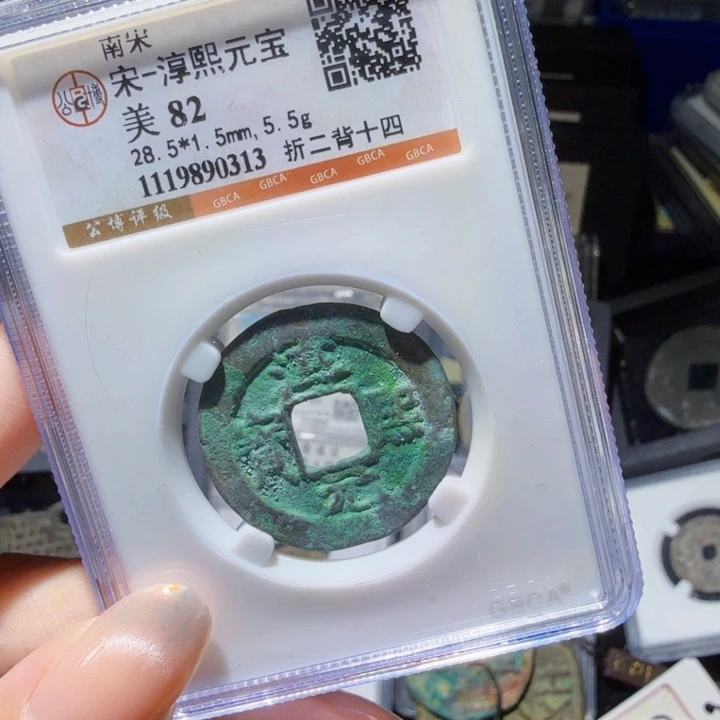 南宋
宋-淳熙元宝
美 82
28.5*1.5mm, 5.5g
1119890313 折二背十四
公博评级 GBCA GBCA GBCA GBCA GBCA
GBCA